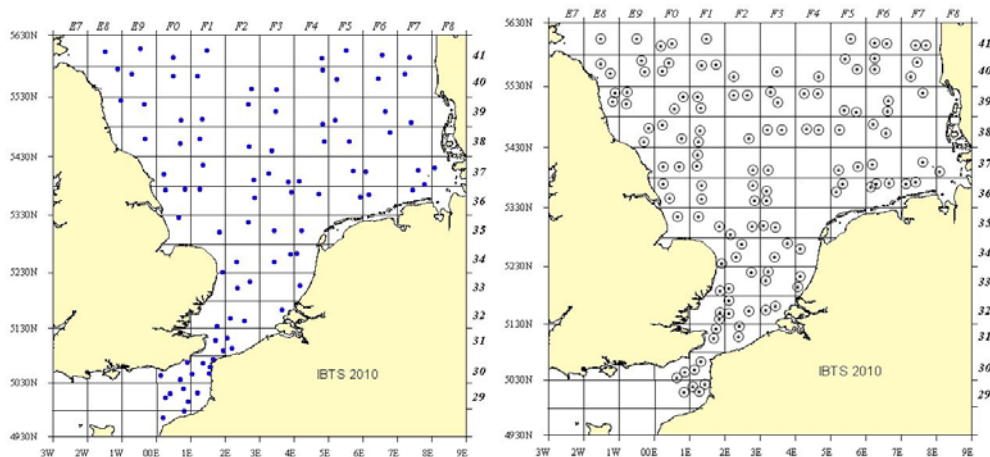 E7 E8 E9 F0 F1 F2 F3 F4 F5 F6 F7 F8
5630N
5530N
5430N
5330N
5230N
5130N
5030N
4930N
41
40
39
38
37
36
35
34
33
32
31
30
29
IBTS 2010
3W 2W 1W 00E 1E 2E 3E 4E 5E 6E 7E 8E 9E
E7 E8 E9 F0 F1 F2 F3 F4 F5 F6 F7 F8
5630N
5530N
5430N
5330N
5230N
5130N
5030N
4930N
41
40
39
38
37
36
35
34
33
32
31
30
29
IBTS 2010
3W 2W 1W 00E 1E 2E 3E 4E 5E 6E 7E 8E 9E